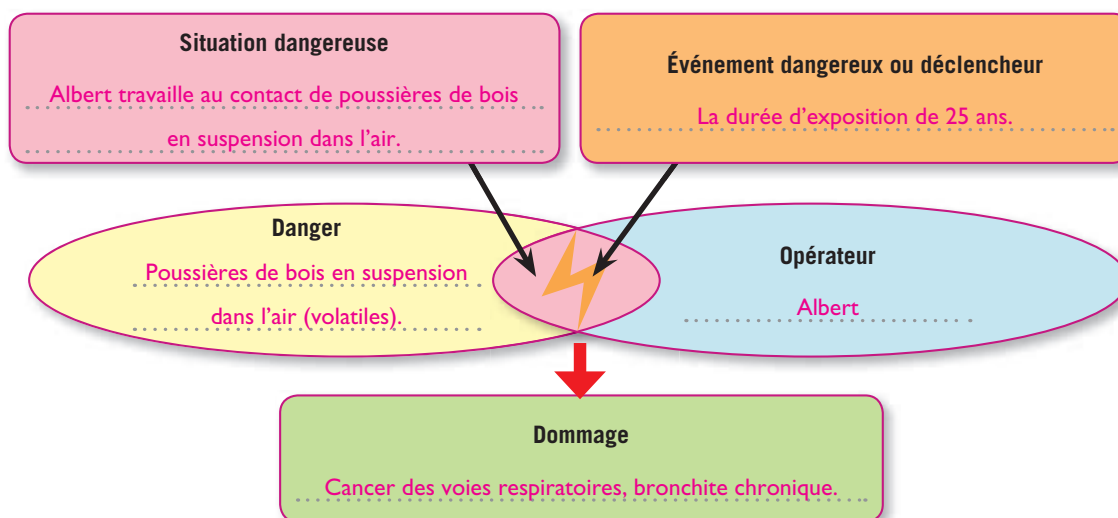 Situation dangereuse
Albert travaille au contact de poussières de bois
en suspension dans l’air.
Événement dangereux ou déclencheur
La durée d’exposition de 25 ans.
Danger
Poussières de bois en suspension
dans l’air (volatiles).
Opérateur
Albert
Dommage
Cancer des voies respiratoires, bronchite chronique.